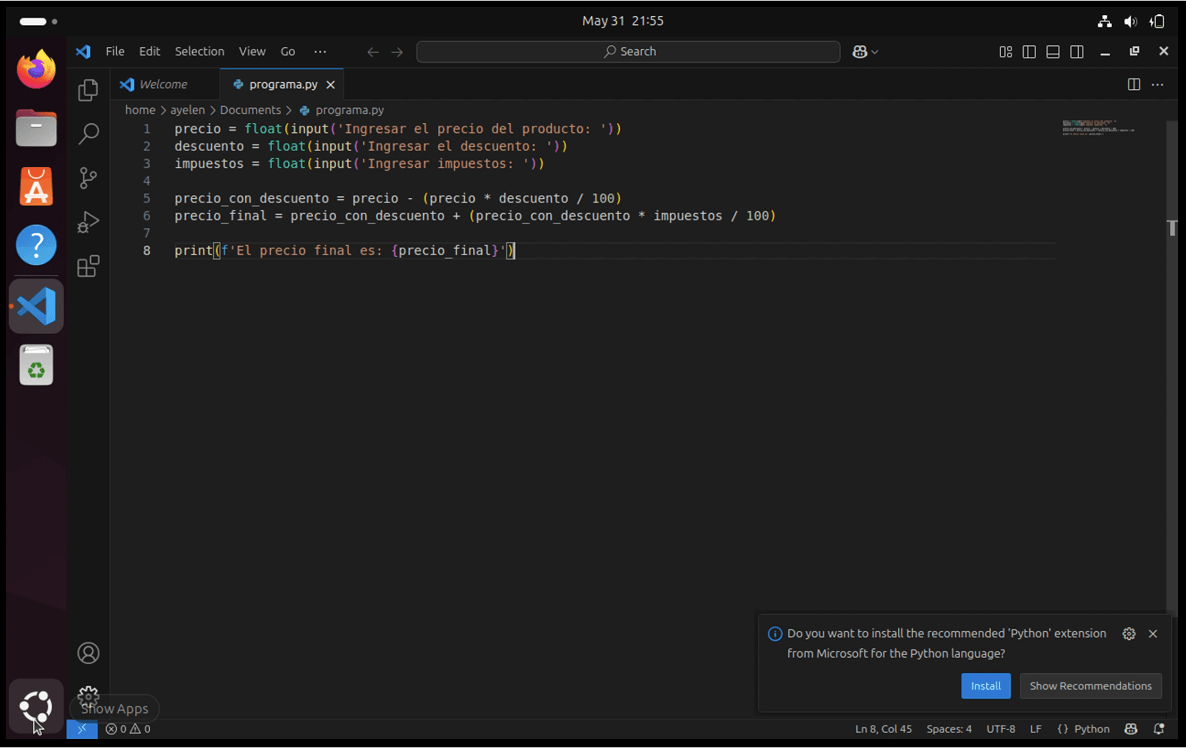 May 31 21:55
File Edit Selection View Go ··· Search
Welcome programa.py
home > ayelen > Documents > programa.py
1 precio = float(input('Ingresar el precio del producto: '))
2 descuento = float(input('Ingresar el descuento: '))
3 impuestos = float(input('Ingresar impuestos: '))
4
5 precio_con_descuento = precio - (precio * descuento / 100)
6 precio_final = precio_con_descuento + (precio_con_descuento * impuestos / 100)
7
8 print(f'El precio final es: {precio_final}')
Do you want to install the recommended 'Python' extension
from Microsoft for the Python language?
Install Show Recommendations
Show Apps
0 0 Ln 8, Col 45 Spaces: 4 UTF-8 LF {} Python